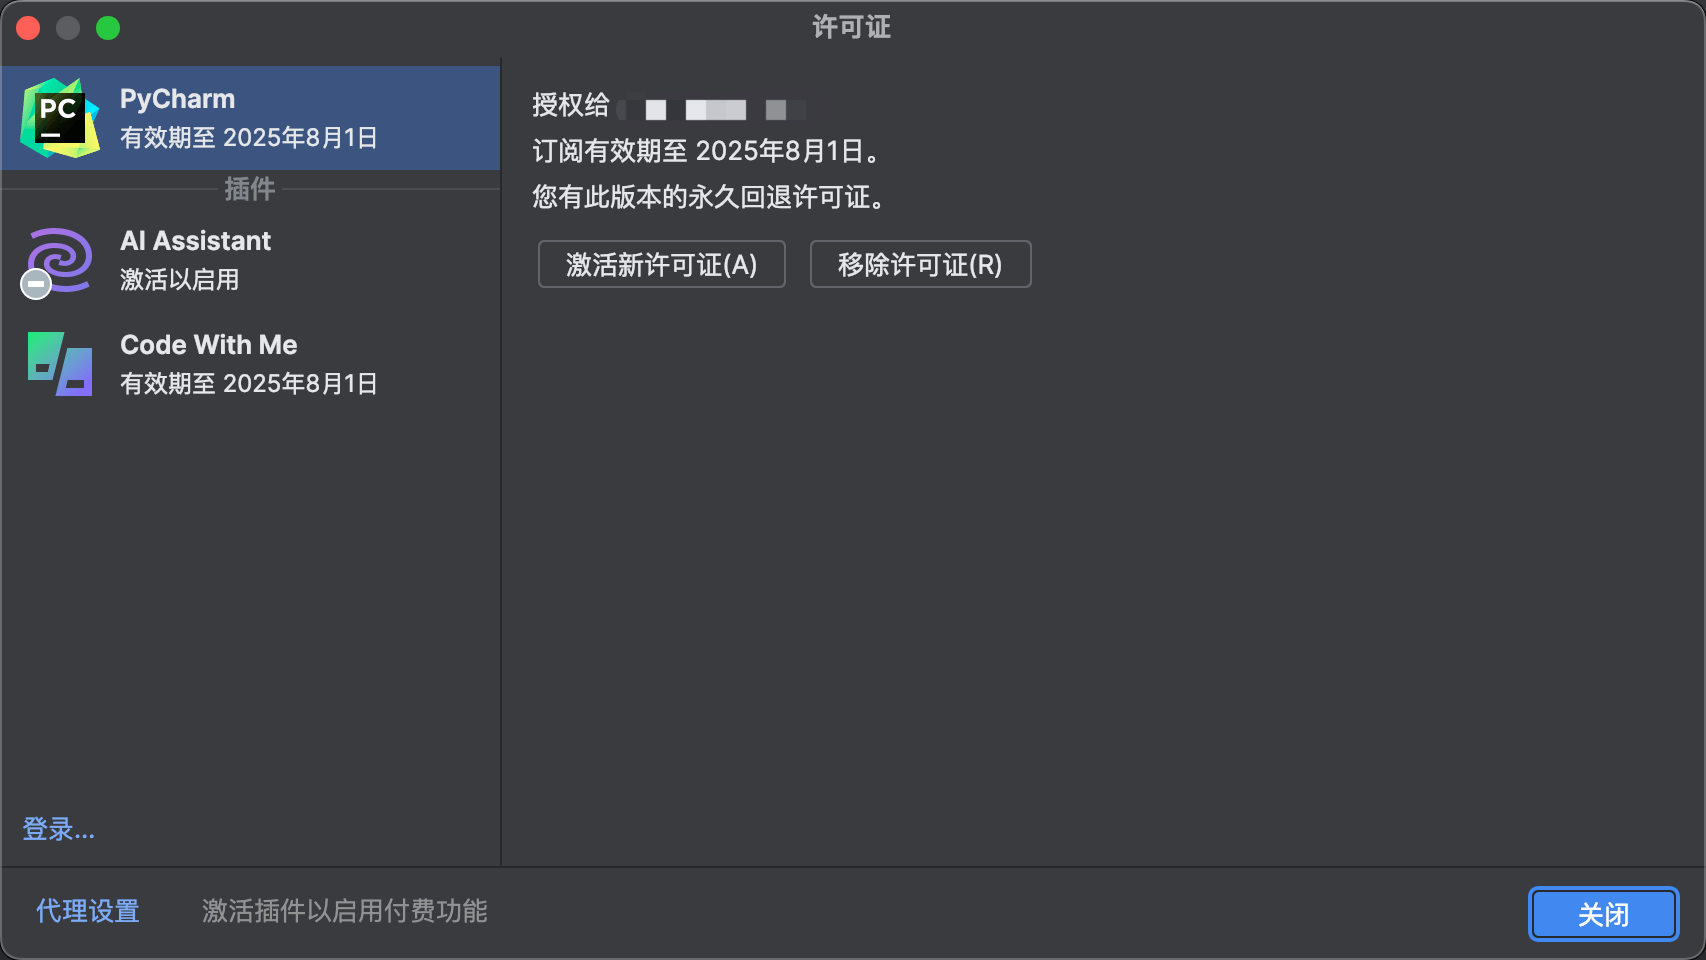 许可证
PC
PyCharm
有效期至 2025年8月1日
插件
AI Assistant
激活以启用
Code With Me
有效期至 2025年8月1日
登录...
授权给
订阅有效期至 2025年8月1日。
您有此版本的永久回退许可证。
激活新许可证(A)
移除许可证(R)
代理设置
激活插件以启用付费功能
关闭